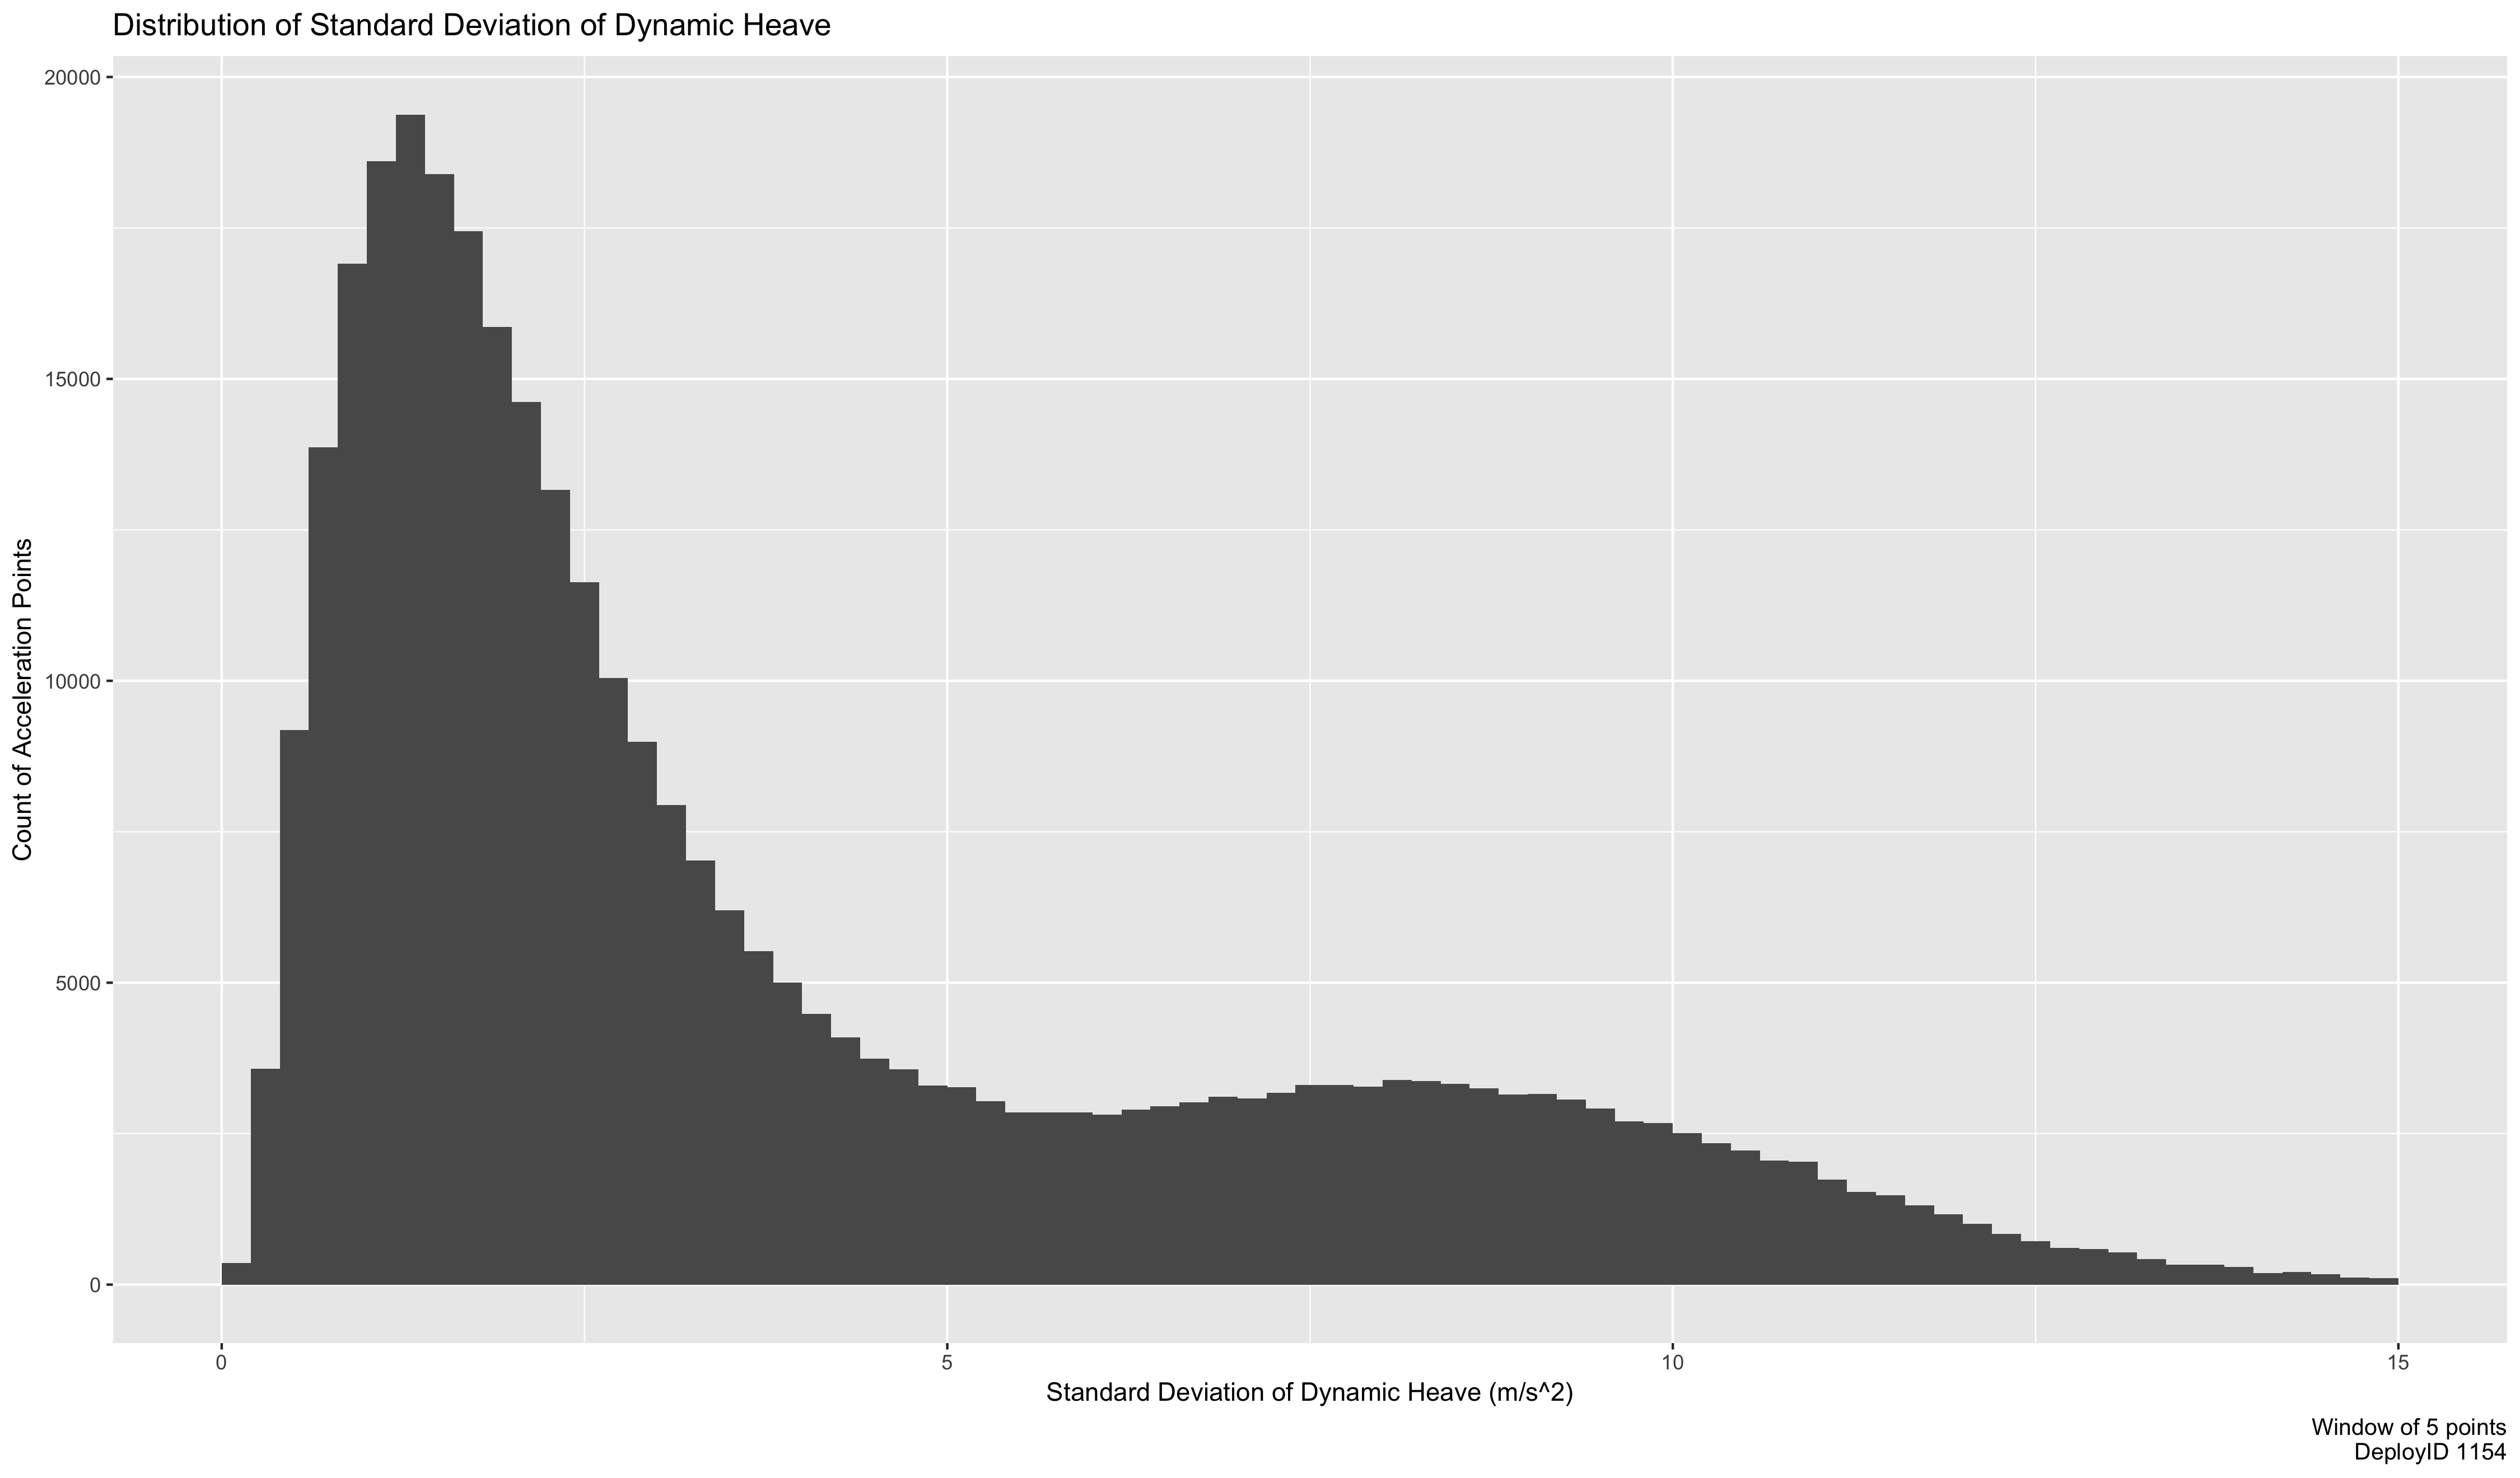 Distribution of Standard Deviation of Dynamic Heave
20000
15000
10000
5000
0
Count of Acceleration Points
0
5
10
15
Standard Deviation of Dynamic Heave (m/s^2)
Window of 5 points
DeployID 1154